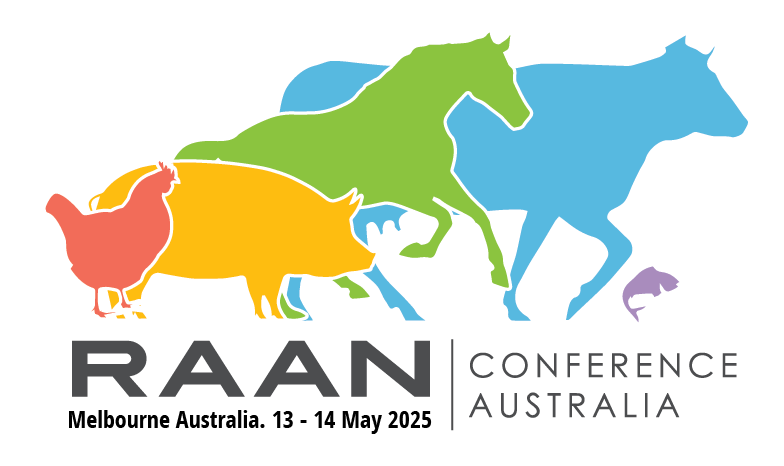 RAAN
Melbourne Australia. 13 - 14 May 2025
CONFERENCE
AUSTRALIA